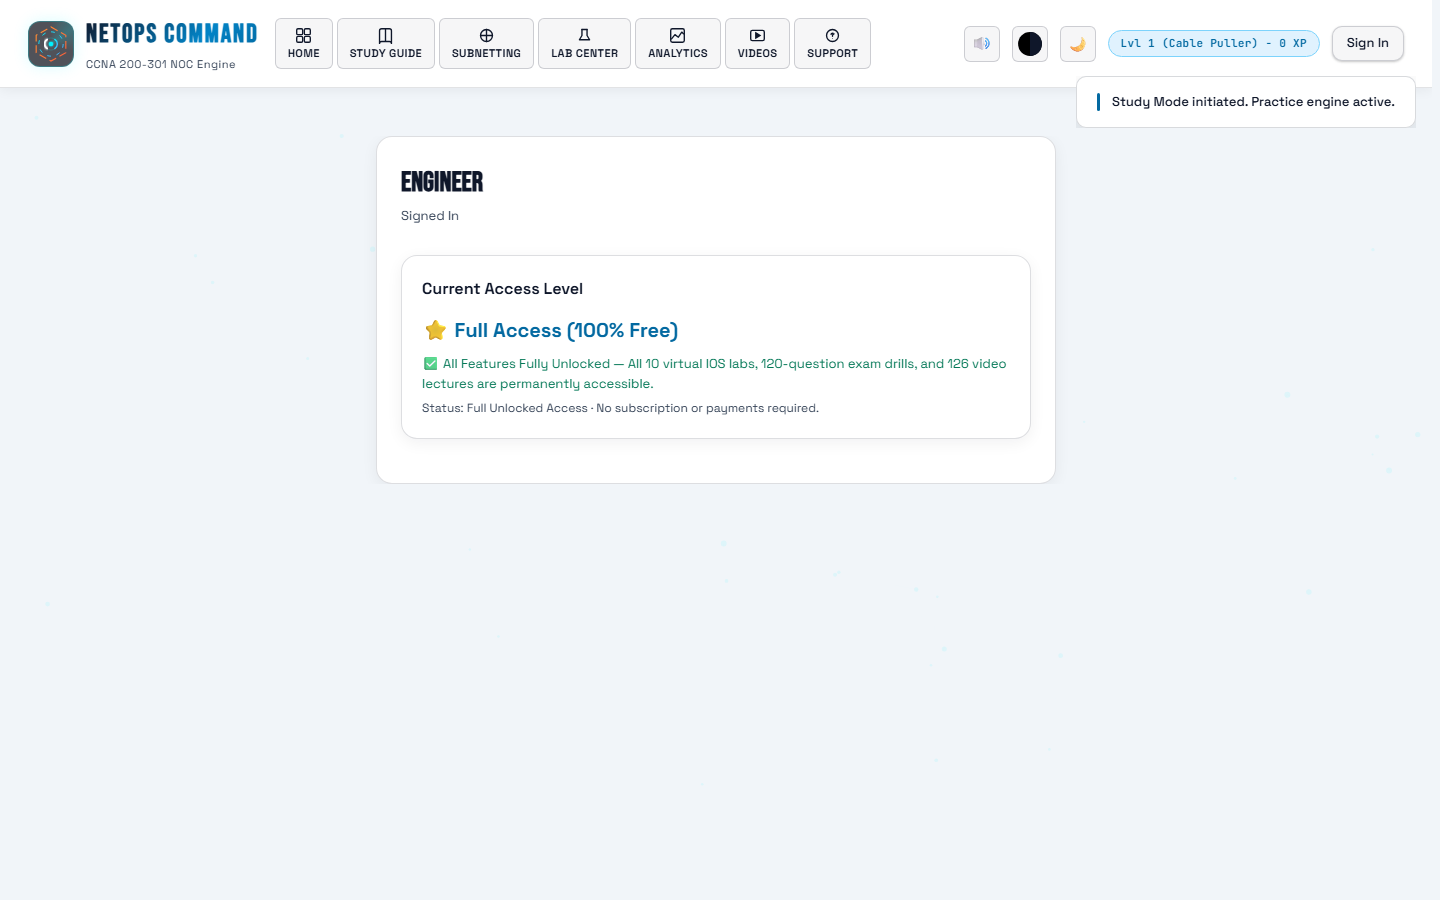 NETOPS COMMAND
CCNA 200-301 NOC Engine
HOME
STUDY GUIDE
SUBNETTING
LAB CENTER
ANALYTICS
VIDEOS
SUPPORT
Lvl 1 (Cable Puller) - 0 XP
Sign In
Study Mode initiated. Practice engine active.
ENGINEER
Signed In
Current Access Level
Full Access (100% Free)
All Features Fully Unlocked — All 10 virtual IOS labs, 120-question exam drills, and 126 video
lectures are permanently accessible.
Status: Full Unlocked Access · No subscription or payments required.